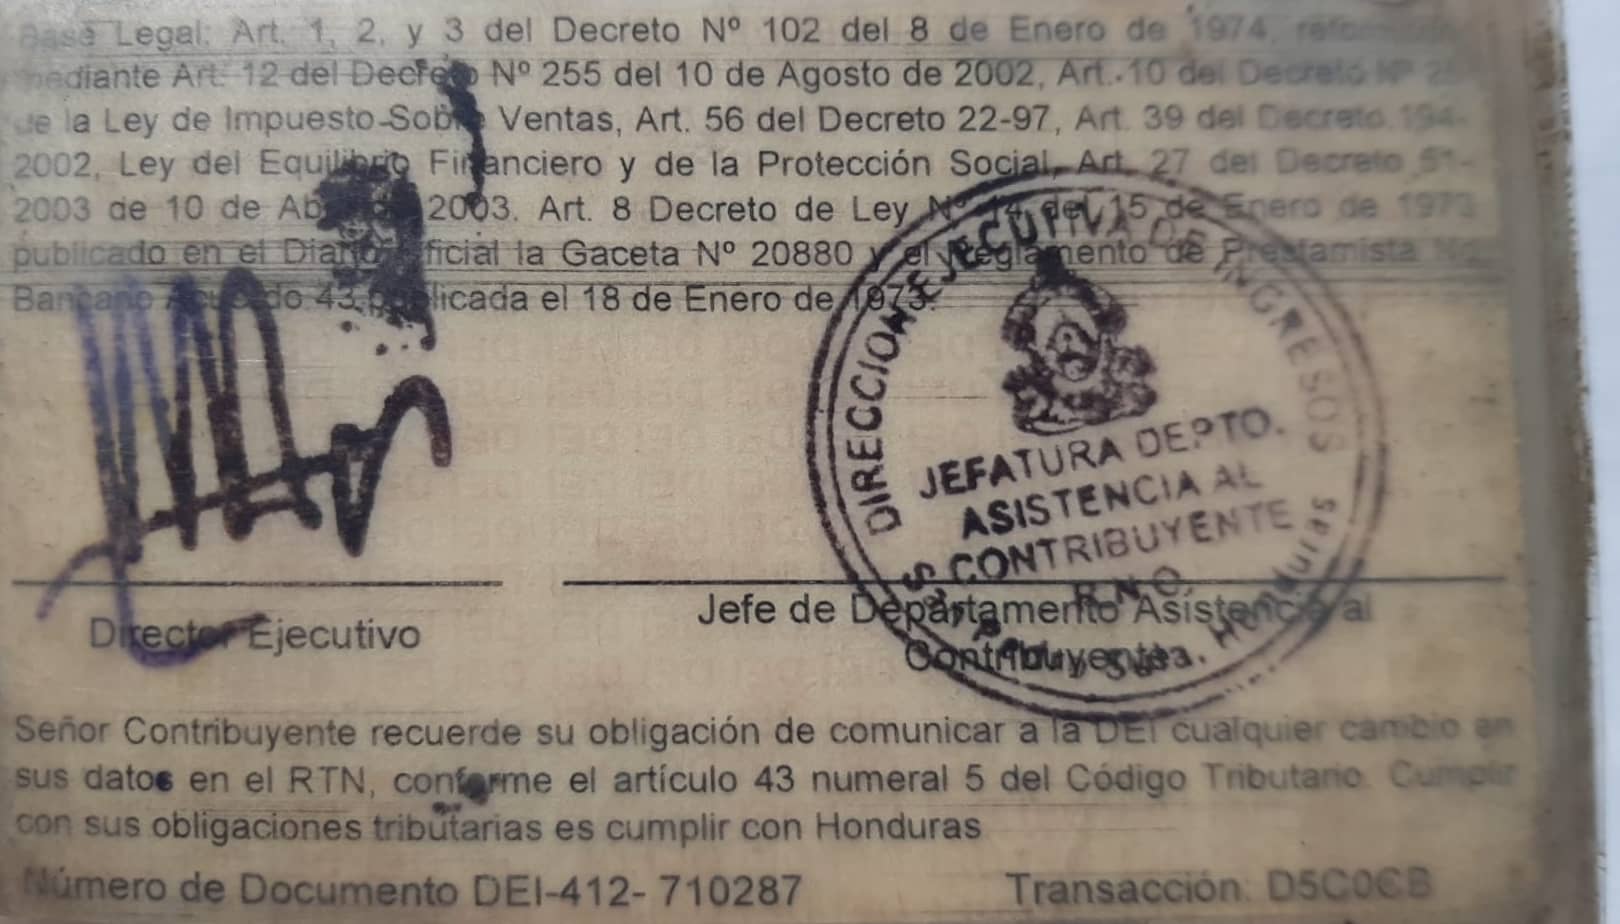 Base Legal: Art. 1, 2, y 3 del Decreto Nº 102 del 8 de Enero de 1974,
mediante Art. 12 del Decreto Nº 255 del 10 de Agosto de 2002, Art. 10 del Decreto Nº
de la Ley de Impuesto Sobre Ventas, Art. 56 del Decreto 22-97, Art. 39 del Decreto 194-
2002, Ley del Equilibrio Financiero y de la Protección Social, Art. 27 del Decreto 51-
2003 de 10 de Abril 2003. Art. 8 Decreto de Ley Nº 14 del 15 de Enero de 1973
publicado en el Diario Oficial la Gaceta Nº 20880 y el Reglamento de Prestamista No
Bancario Acuerdo 43 publicada el 18 de Enero de 1973.
DIRECCION EJECUTIVA DE INGRESOS
JEFATURA DEPTO.
ASISTENCIA AL
CONTRIBUYENTE
R.N.O.
Director Ejecutivo
Jefe de Departamento Asistencia al
Contribuyente
Señor Contribuyente recuerde su obligación de comunicar a la DEI cualquier cambio en
sus datos en el RTN, conforme el artículo 43 numeral 5 del Código Tributario. Cumplir
con sus obligaciones tributarias es cumplir con Honduras
Número de Documento DEI-412- 710287
Transacción: D5C0CB